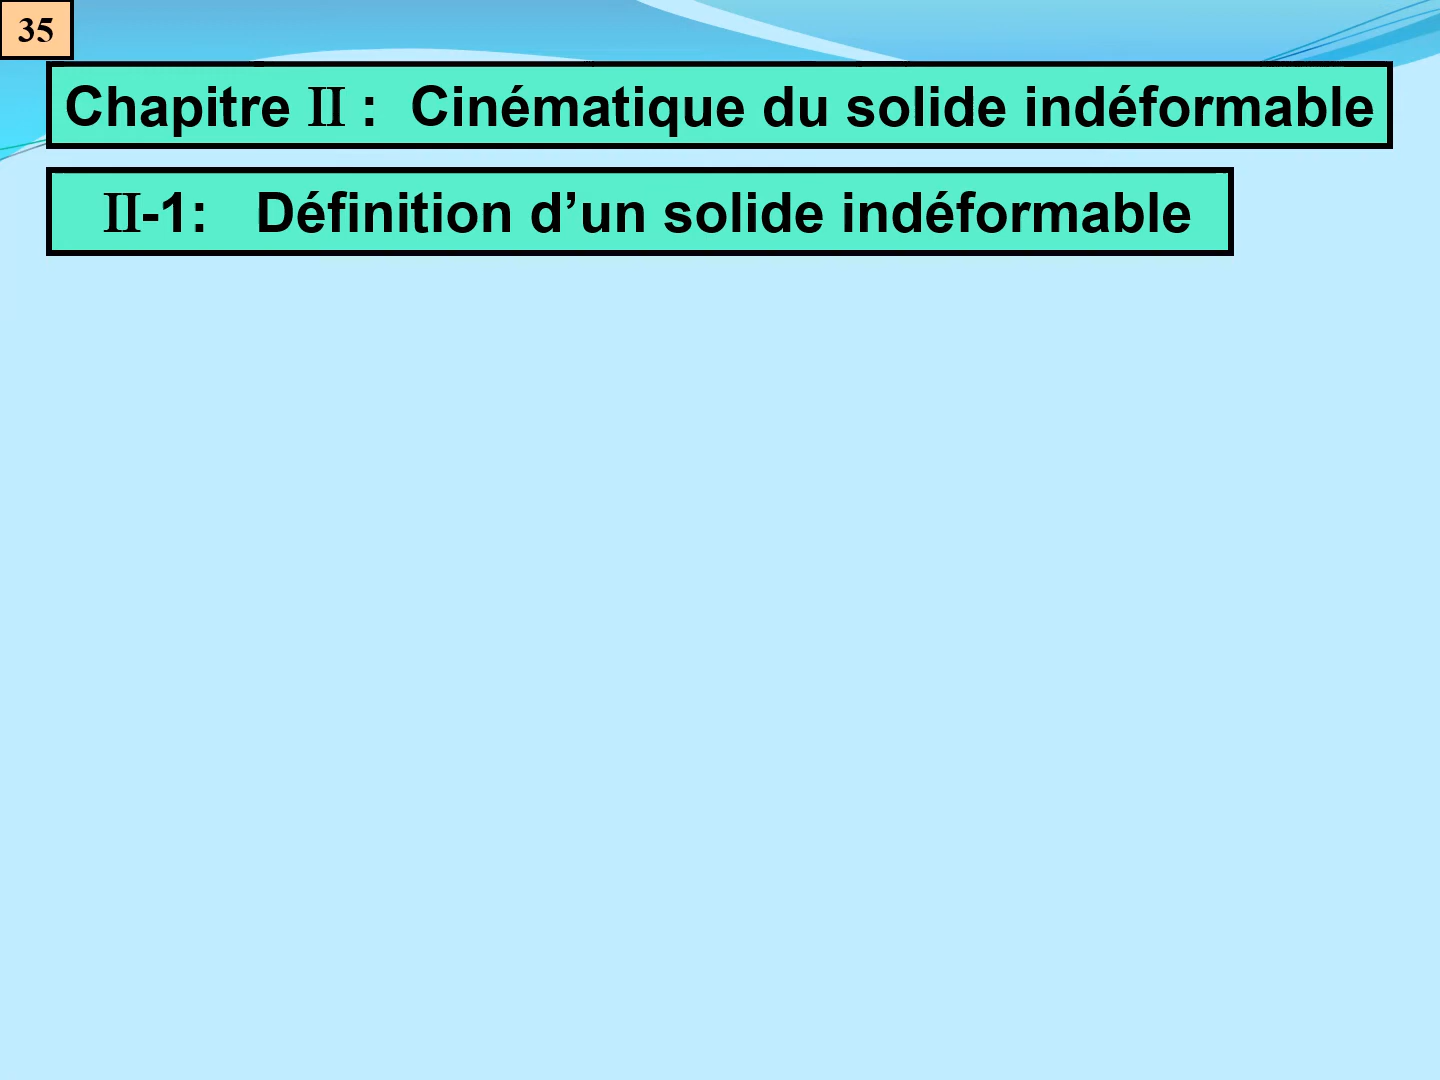 35
Chapitre II : Cinématique du solide indéformable
II-1: Définition d’un solide indéformable